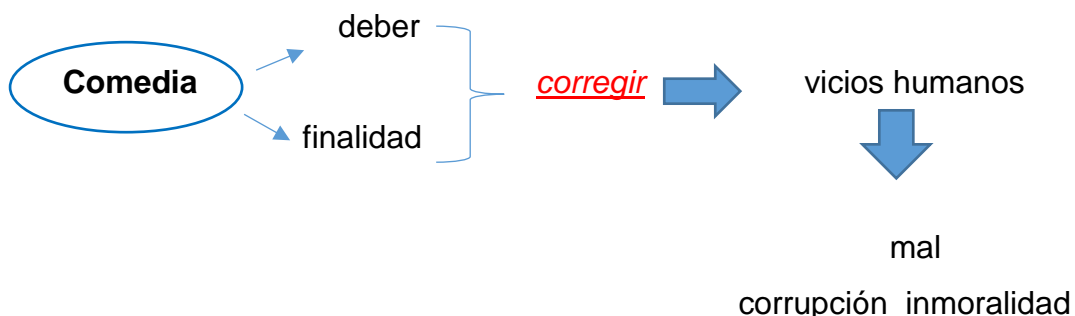 deber
Comedia
corregir
vicios humanos
finalidad
mal
corrupción inmoralidad